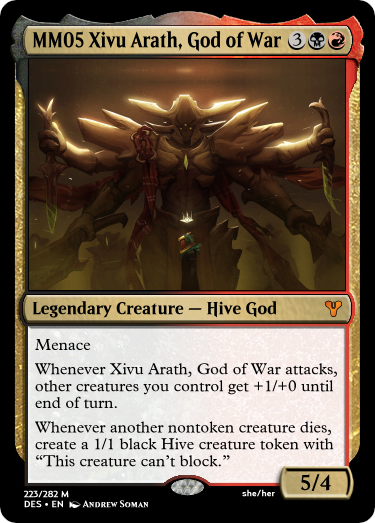 MM05 Xivu Arath, God of War 3
Legendary Creature — Hive God
Menace
Whenever Xivu Arath, God of War attacks,
other creatures you control get +1/+0 until
end of turn.
Whenever another nontoken creature dies,
create a 1/1 black Hive creature token with
“This creature can’t block.”
5/4
223/282 M
DES • EN Andrew Soman
she/her